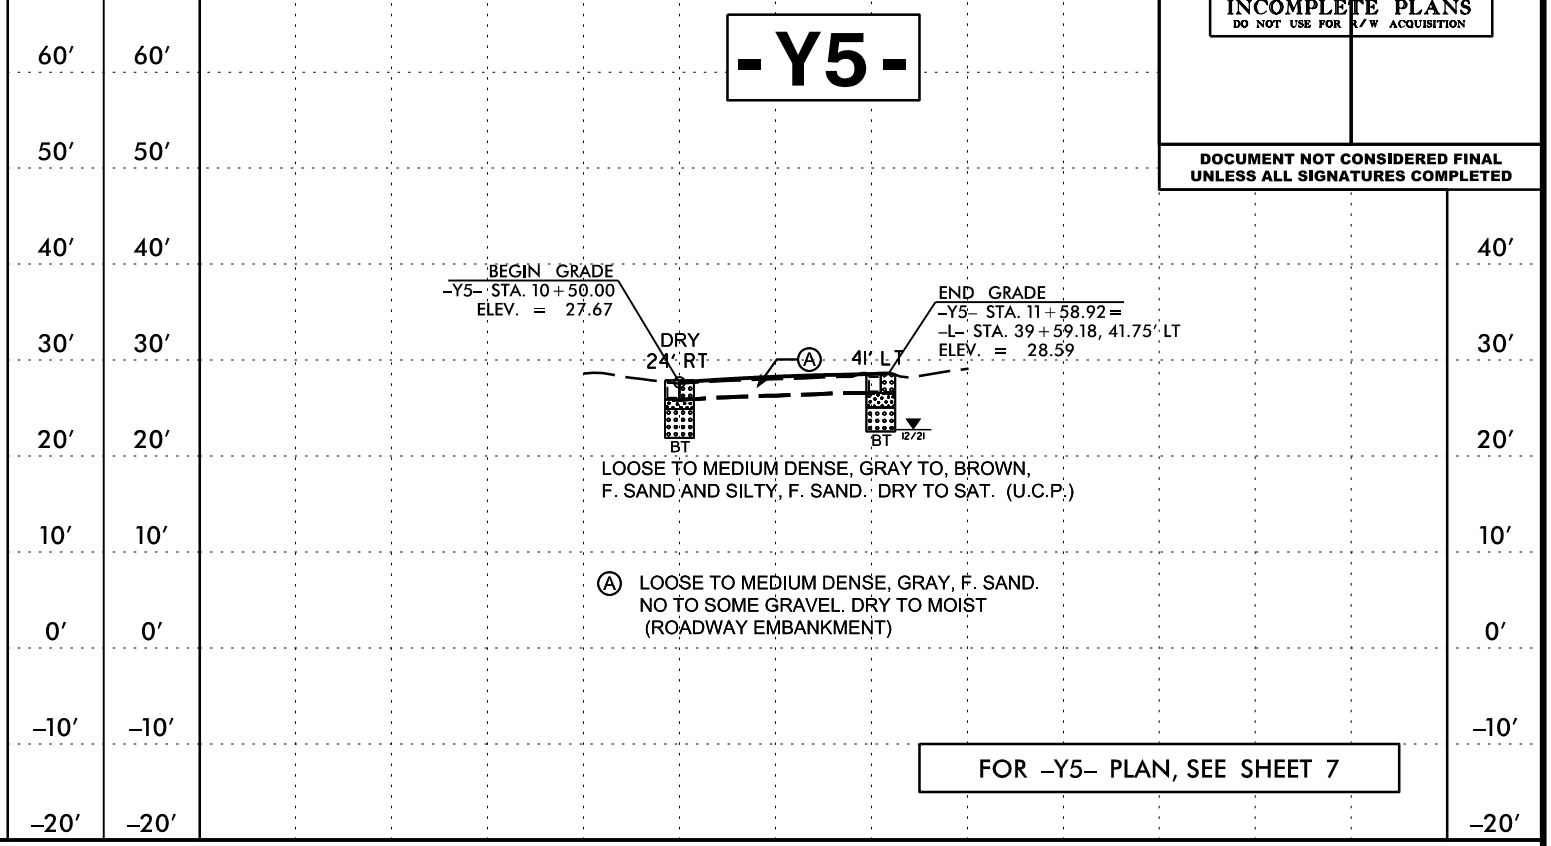 INCOMPLETE PLANS
DO NOT USE FOR R/W ACQUISITION
-Y5-
DOCUMENT NOT CONSIDERED FINAL
UNLESS ALL SIGNATURES COMPLETED
60' 60'
50' 50'
40' 40' 40'
BEGIN GRADE
-Y5- STA. 10+50.00
ELEV. = 27.67
END GRADE
-Y5- STA. 11+58.92=
-L- STA. 39+59.18, 41.75' LT
ELEV. = 28.59
30' 30' 30'
DRY
24' RT
A
41' LT
20' 20' 20'
BT
BT
12/21
LOOSE TO MEDIUM DENSE, GRAY TO, BROWN,
F. SAND AND SILTY, F. SAND. DRY TO SAT. (U.C.P.)
10' 10' 10'
A LOOSE TO MEDIUM DENSE, GRAY, F. SAND.
NO TO SOME GRAVEL. DRY TO MOIST
(ROADWAY EMBANKMENT)
0' 0' 0'
-10' -10' -10'
FOR -Y5- PLAN, SEE SHEET 7
-20' -20' -20'